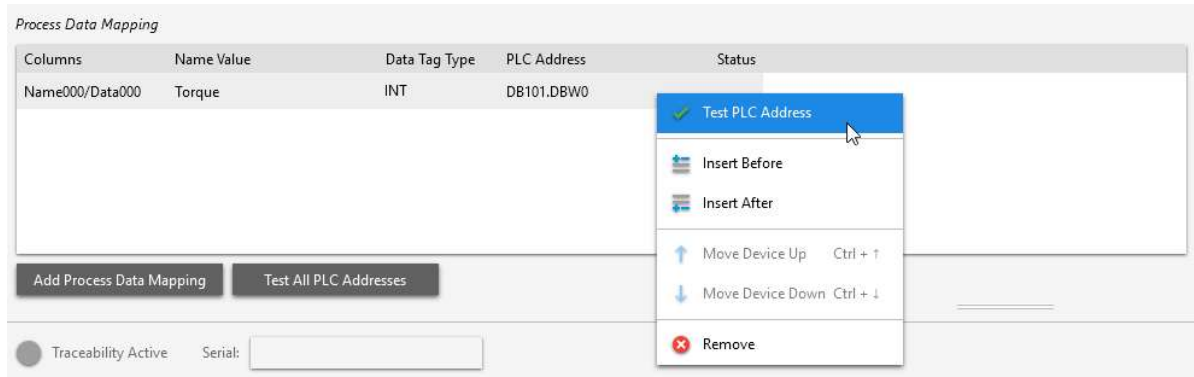 Process Data Mapping
Columns Name Value Data Tag Type PLC Address Status
Name000/Data000 Torque INT DB101.DBW0
Test PLC Address
Insert Before
Insert After
Move Device Up Ctrl + ↑
Move Device Down Ctrl + ↓
Remove
Add Process Data Mapping Test All PLC Addresses
Traceability Active Serial: